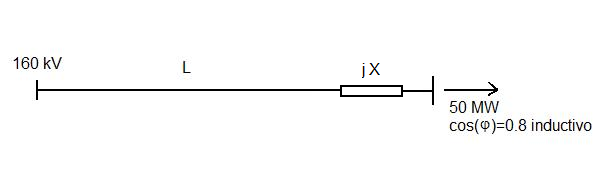 160 kV
L
j X
50 MW
cos(φ)=0.8 inductivo